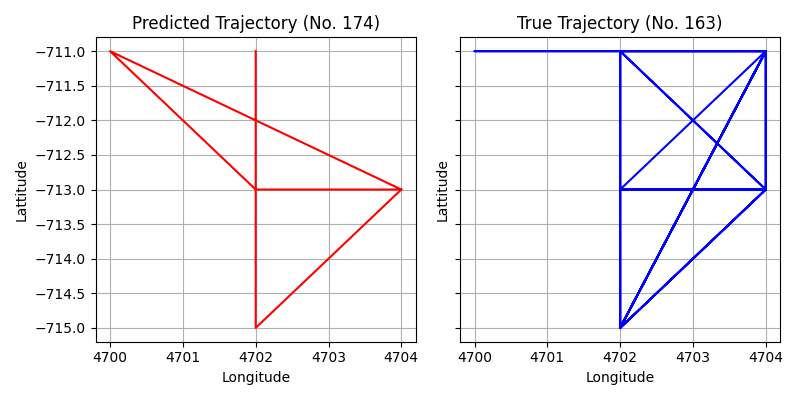 Predicted Trajectory (No. 174)
True Trajectory (No. 163)
−711.0
−711.5
−712.0
−712.5
−713.0
−713.5
−714.0
−714.5
−715.0
Lattitude
Lattitude
4700 4701 4702 4703 4704
4700 4701 4702 4703 4704
Longitude
Longitude